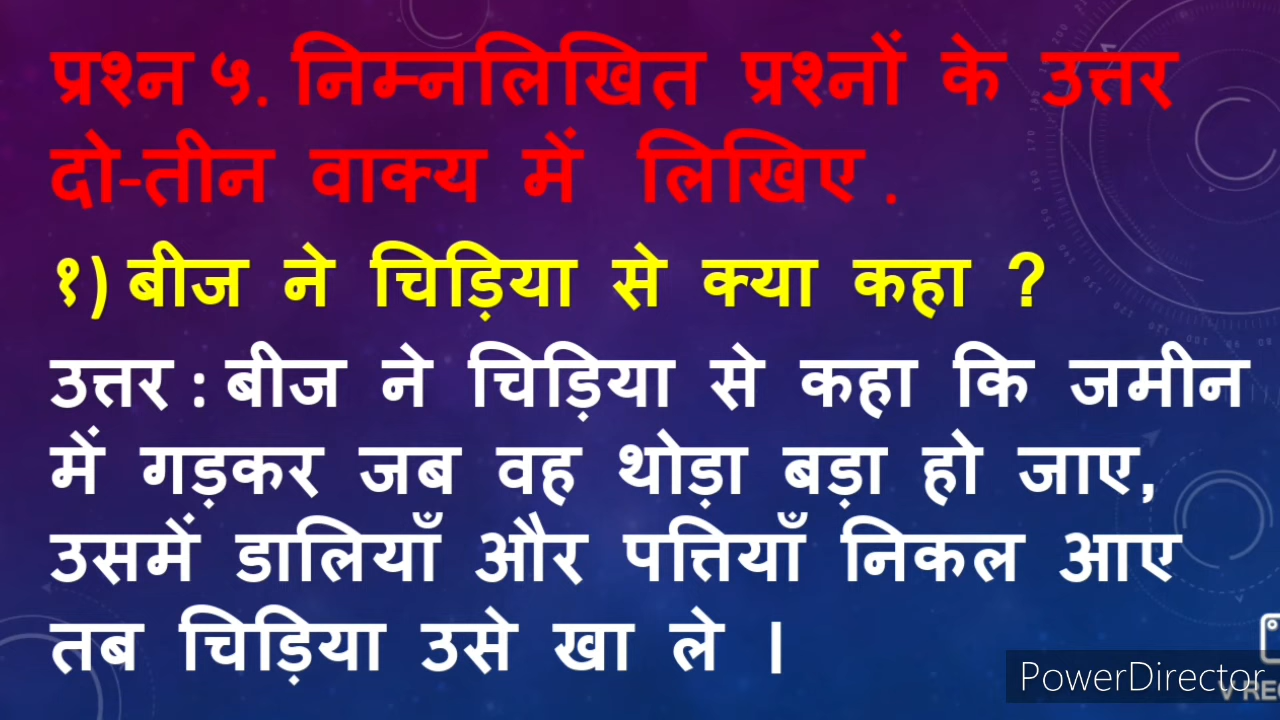 प्रश्न ५. निम्नलिखित प्रश्नों के उत्तर
दो-तीन वाक्य में लिखिए .
१) बीज ने चिड़िया से क्या कहा ?
उत्तर : बीज ने चिड़िया से कहा कि जमीन
में गड़कर जब वह थोड़ा बड़ा हो जाए,
उसमें डालियाँ और पत्तियाँ निकल आए
तब चिड़िया उसे खा ले ।
PowerDirector